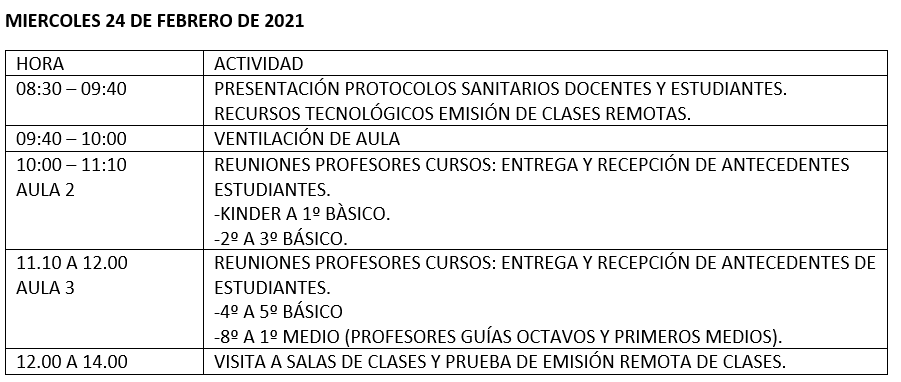 MIERCOLES 24 DE FEBRERO DE 2021
HORA
ACTIVIDAD
08:30 – 09:40
PRESENTACIÓN PROTOCOLOS SANITARIOS DOCENTES Y ESTUDIANTES.
RECURSOS TECNOLÓGICOS EMISIÓN DE CLASES REMOTAS.
09:40 – 10:00
VENTILACIÓN DE AULA
10:00 – 11:10
AULA 2
REUNIONES PROFESORES CURSOS: ENTREGA Y RECEPCIÓN DE ANTECEDENTES
ESTUDIANTES.
-KINDER A 1º BÀSICO.
-2º A 3º BÁSICO.
11.10 A 12.00
AULA 3
REUNIONES PROFESORES CURSOS: ENTREGA Y RECEPCIÓN DE ANTECEDENTES DE
ESTUDIANTES.
-4º A 5º BÁSICO
-8º A 1º MEDIO (PROFESORES GUÍAS OCTAVOS Y PRIMEROS MEDIOS).
12.00 A 14.00
VISITA A SALAS DE CLASES Y PRUEBA DE EMISIÓN REMOTA DE CLASES.